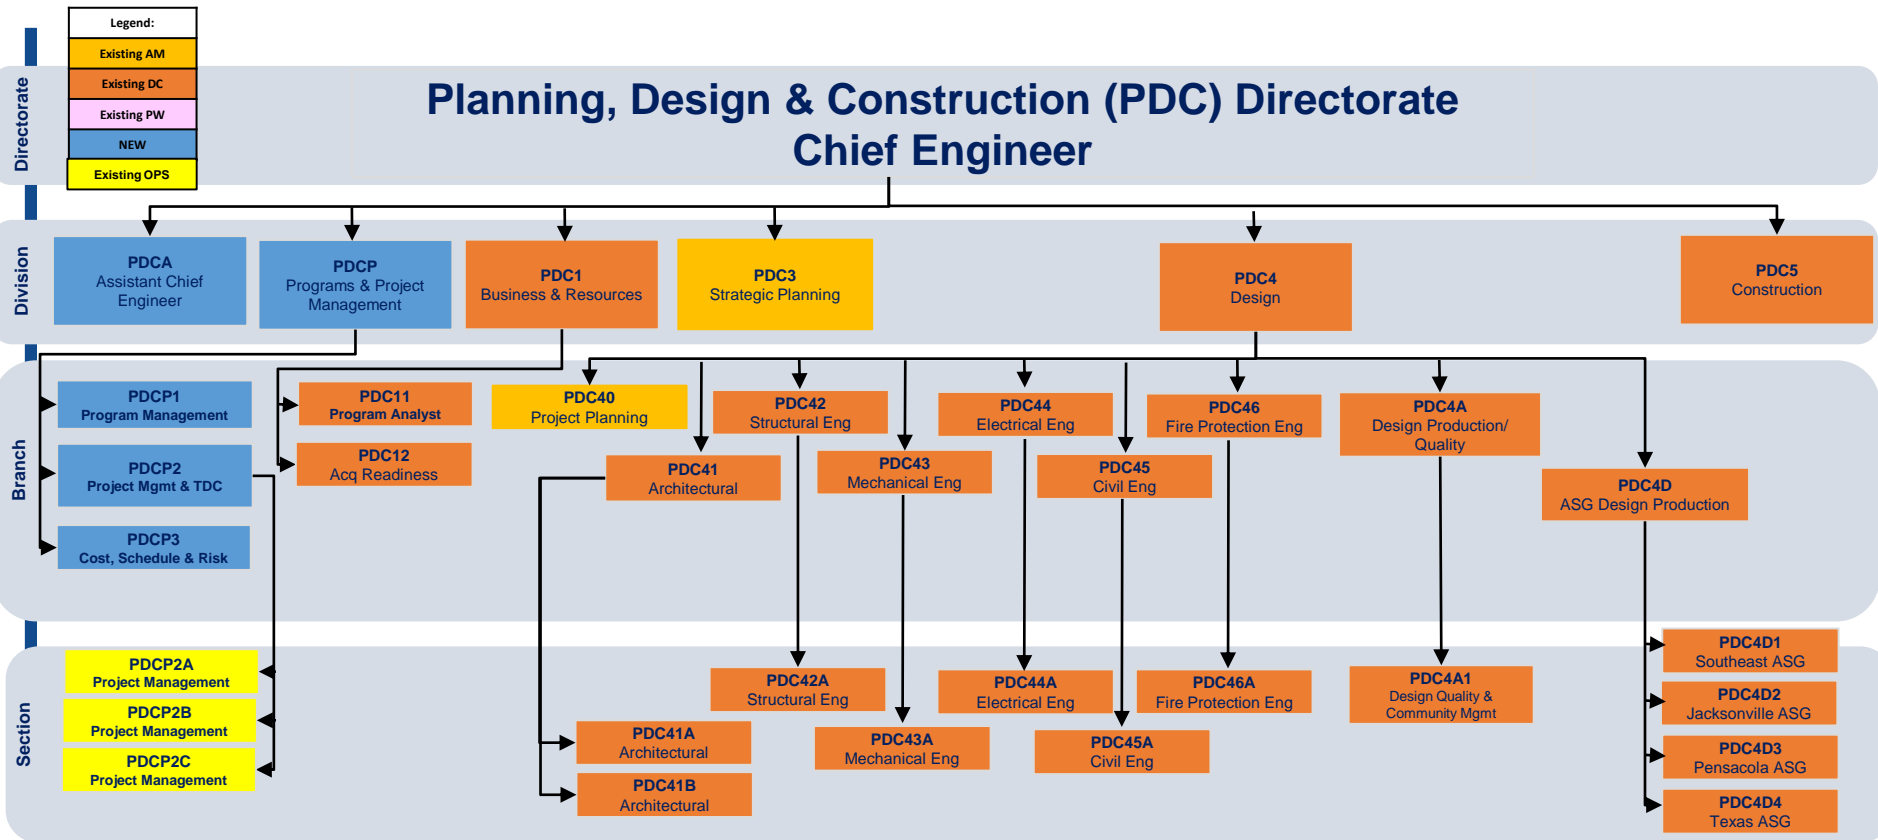 Legend:
Existing AM
Existing DC
Existing PW
NEW
Existing OPS
Directorate
Planning, Design & Construction (PDC) Directorate
Chief Engineer
Division
PDCA
Assistant Chief
Engineer
PDCP
Programs & Project
Management
PDC1
Business & Resources
PDC3
Strategic Planning
PDC4
Design
PDC5
Construction
Branch
PDCP1
Program Management
PDCP2
Project Mgmt & TDC
PDCP3
Cost, Schedule & Risk
PDC11
Program Analyst
PDC12
Acq Readiness
PDC40
Project Planning
PDC41
Architectural
PDC42
Structural Eng
PDC43
Mechanical Eng
PDC44
Electrical Eng
PDC45
Civil Eng
PDC46
Fire Protection Eng
PDC4A
Design Production/
Quality
PDC4D
ASG Design Production
Section
PDCP2A
Project Management
PDCP2B
Project Management
PDCP2C
Project Management
PDC41A
Architectural
PDC41B
Architectural
PDC42A
Structural Eng
PDC43A
Mechanical Eng
PDC44A
Electrical Eng
PDC45A
Civil Eng
PDC46A
Fire Protection Eng
PDC4A1
Design Quality &
Community Mgmt
PDC4D1
Southeast ASG
PDC4D2
Jacksonville ASG
PDC4D3
Pensacola ASG
PDC4D4
Texas ASG